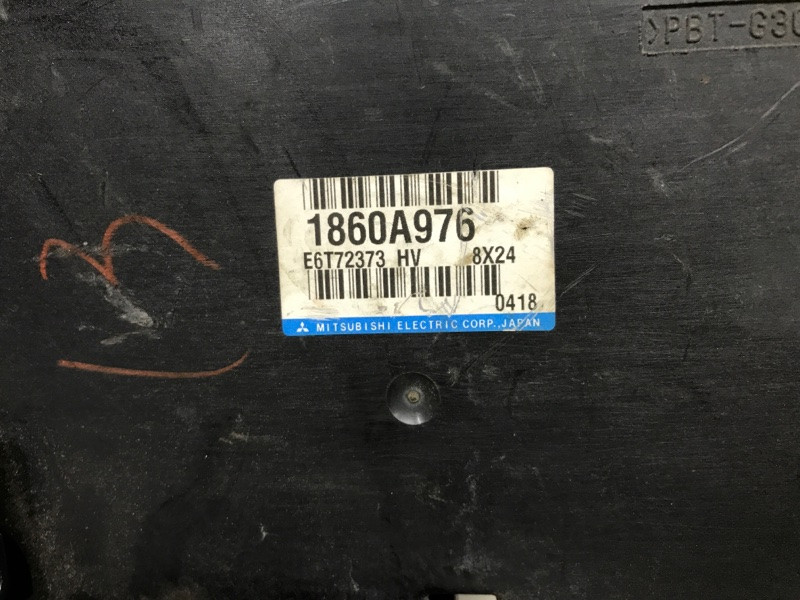 >PBT-G30
1860A976
E6T72373 HV 8X24
0418
MITSUBISHI ELECTRIC CORP., JAPAN